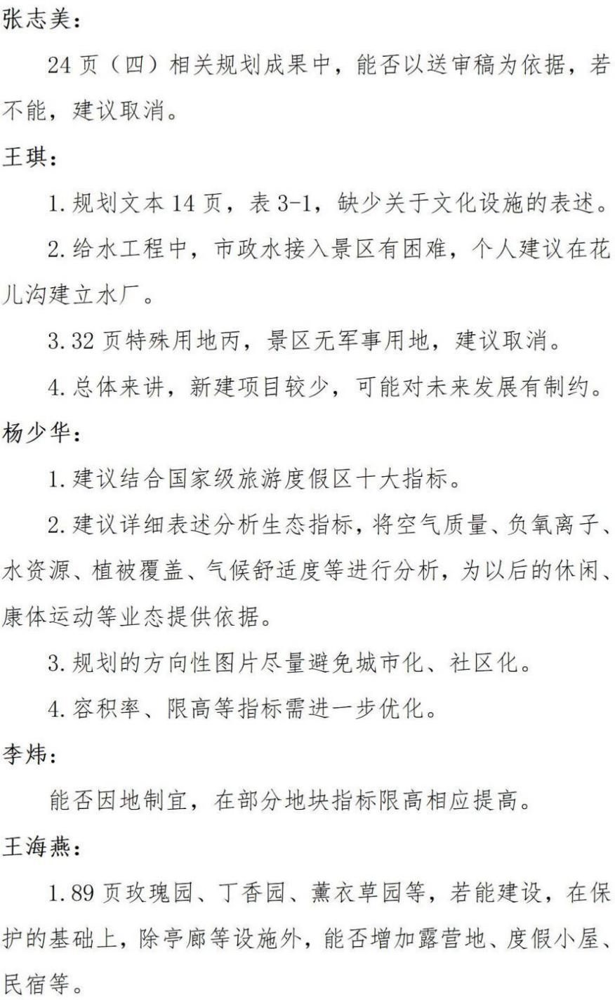 张志美：
24 页（四）相关规划成果中，能否以送审稿为依据，若
不能，建议取消。
王琪：
1. 规划文本 14 页，表 3-1，缺少关于文化设施的表述。
2. 给水工程中，市政水接入景区有困难，个人建议在花
儿沟建立水厂。
3. 32 页特殊用地丙，景区无军事用地，建议取消。
4. 总体来讲，新建项目较少，可能对未来发展有制约。
杨少华：
1. 建议结合国家级旅游度假区十大指标。
2. 建议详细表述分析生态指标，将空气质量、负氧离子、
水资源、植被覆盖、气候舒适度等进行分析，为以后的休闲、
康体运动等业态提供依据。
3. 规划的方向性图片尽量避免城市化、社区化。
4. 容积率、限高等指标需进一步优化。
李炜：
能否因地制宜，在部分地块指标限高相应提高。
王海燕：
1. 89 页玫瑰园、丁香园、薰衣草园等，若能建设，在保
护的基础上，除亭廊等设施外，能否增加露营地、度假小屋、
民宿等。